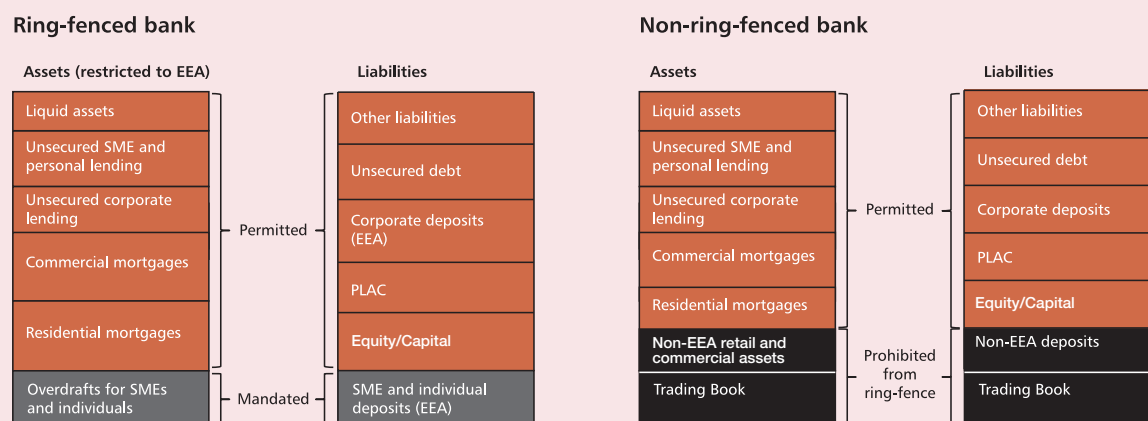 Ring-fenced bank
Assets (restricted to EEA)
Liquid assets
Unsecured SME and
personal lending
Unsecured corporate
lending
Commercial mortgages
Residential mortgages
Overdrafts for SMEs
and individuals
Permitted
Mandated
Liabilities
Other liabilities
Unsecured debt
Corporate deposits
(EEA)
PLAC
Equity/Capital
SME and individual
deposits (EEA)
Non-ring-fenced bank
Assets
Liquid assets
Unsecured SME and
personal lending
Unsecured corporate
lending
Commercial mortgages
Residential mortgages
Non-EEA retail and
commercial assets
Trading Book
Permitted
Prohibited
from
ring-fence
Liabilities
Other liabilities
Unsecured debt
Corporate deposits
PLAC
Equity/Capital
Non-EEA deposits
Trading Book